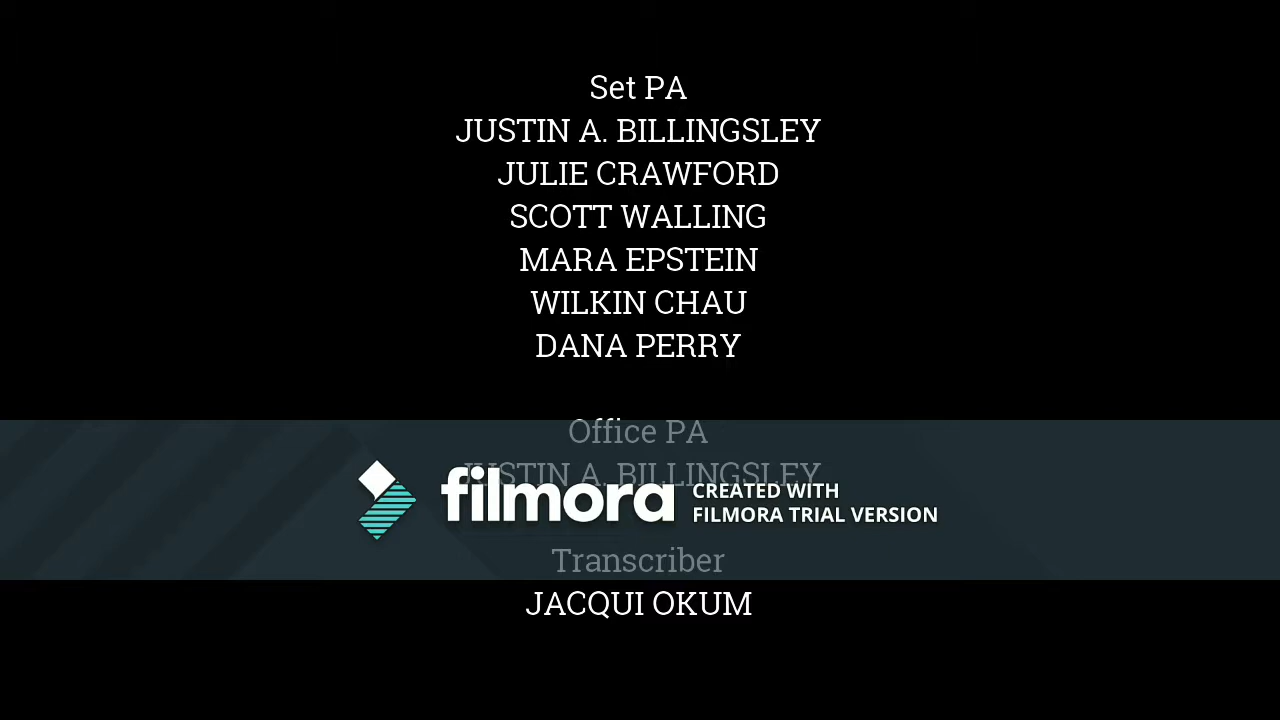 Set PA
JUSTIN A. BILLINGSLEY
JULIE CRAWFORD
SCOTT WALLING
MARA EPSTEIN
WILKIN CHAU
DANA PERRY
Office PA
JUSTIN A. BILLINGSLEY
filmora
CREATED WITH
FILMORA TRIAL VERSION
Transcriber
JACQUI OKUM